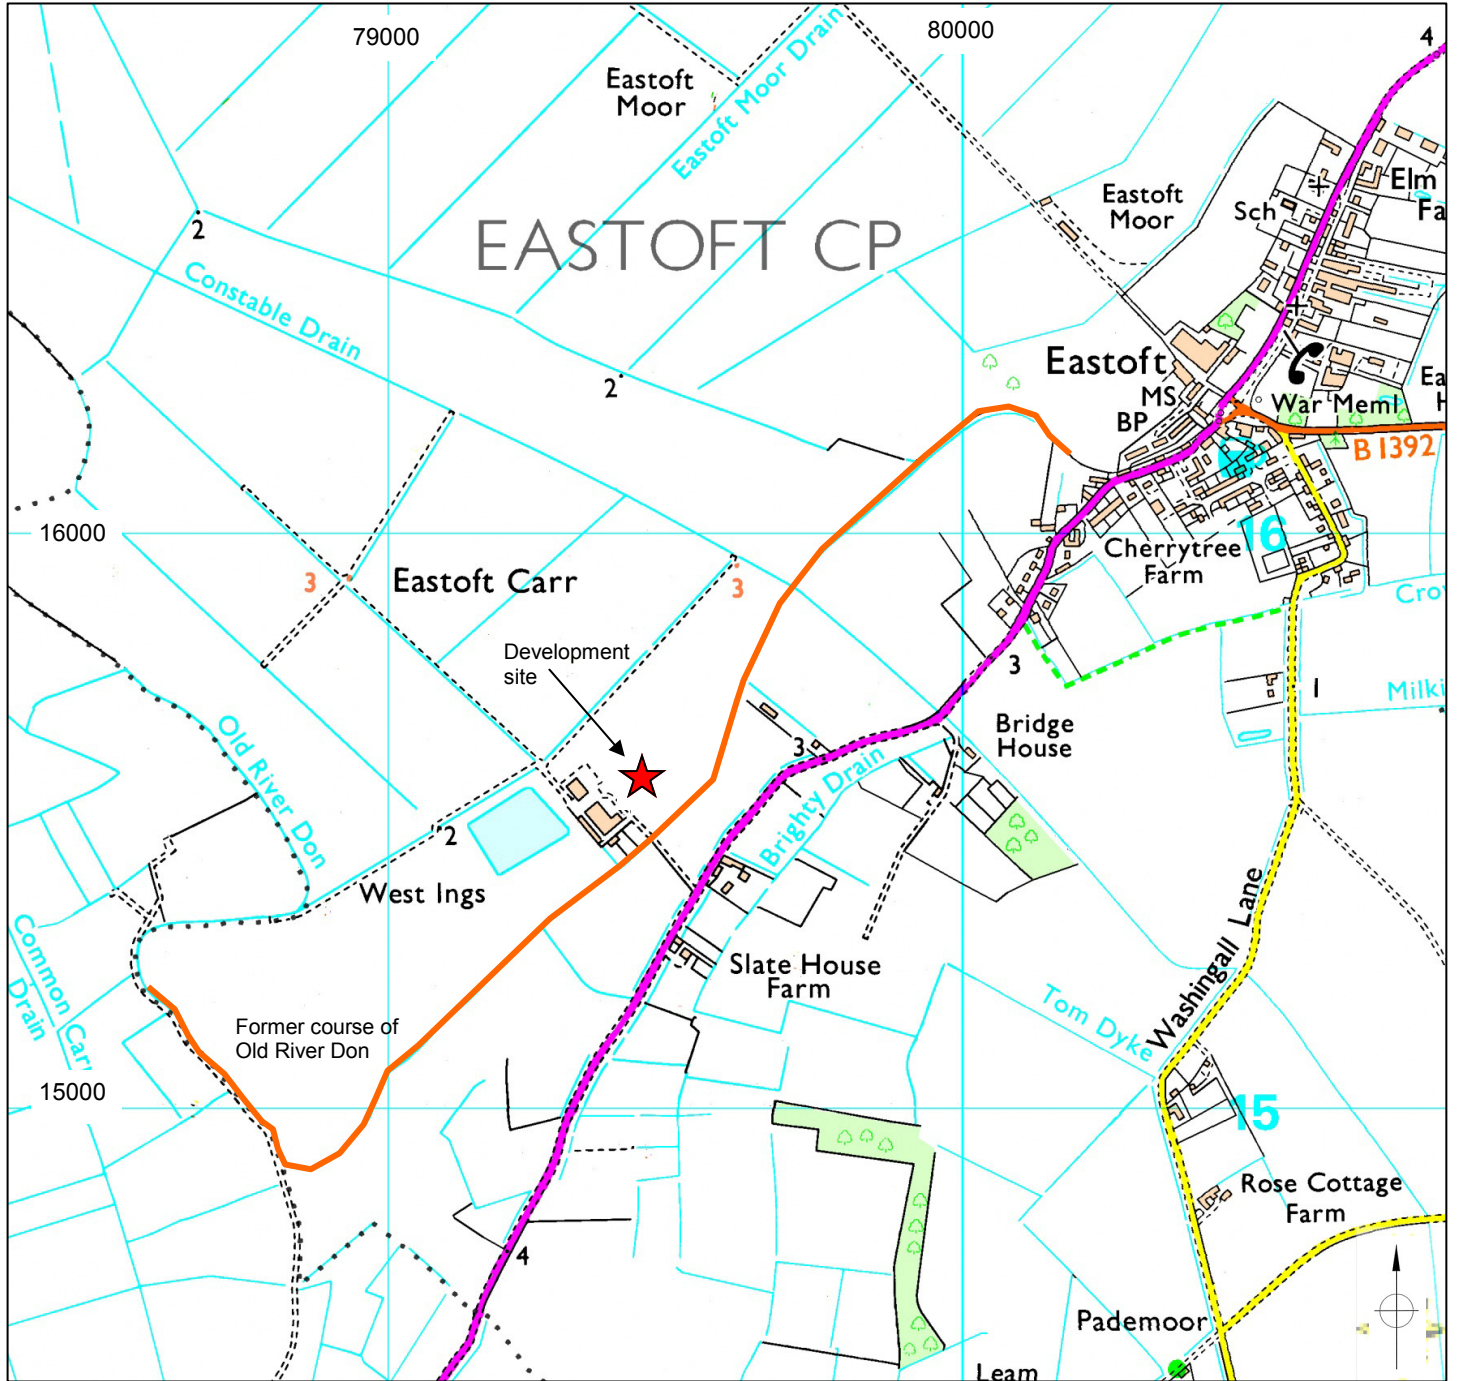 79000
80000
4
Eastoft
Moor
Eastoft Moor Drain
Eastoft
Moor
Sch
Elm
Fa
2
EASTOFT CP
Constable Drain
2
Eastoft
MS
BP
War Meml
Ea
H
B 1392
16000
16
Cherrytree
Farm
3
Eastoft Carr
3
Cro
Development
site
3
1
Milki
Old River Don
Bridge
House
3
Brighty Drain
2
West Ings
Washingall Lane
Common Carr
Drain
Slate House
Farm
Tom Dyke
Former course of
Old River Don
15000
15
Rose Cottage
Farm
4
Pademoor
Leam